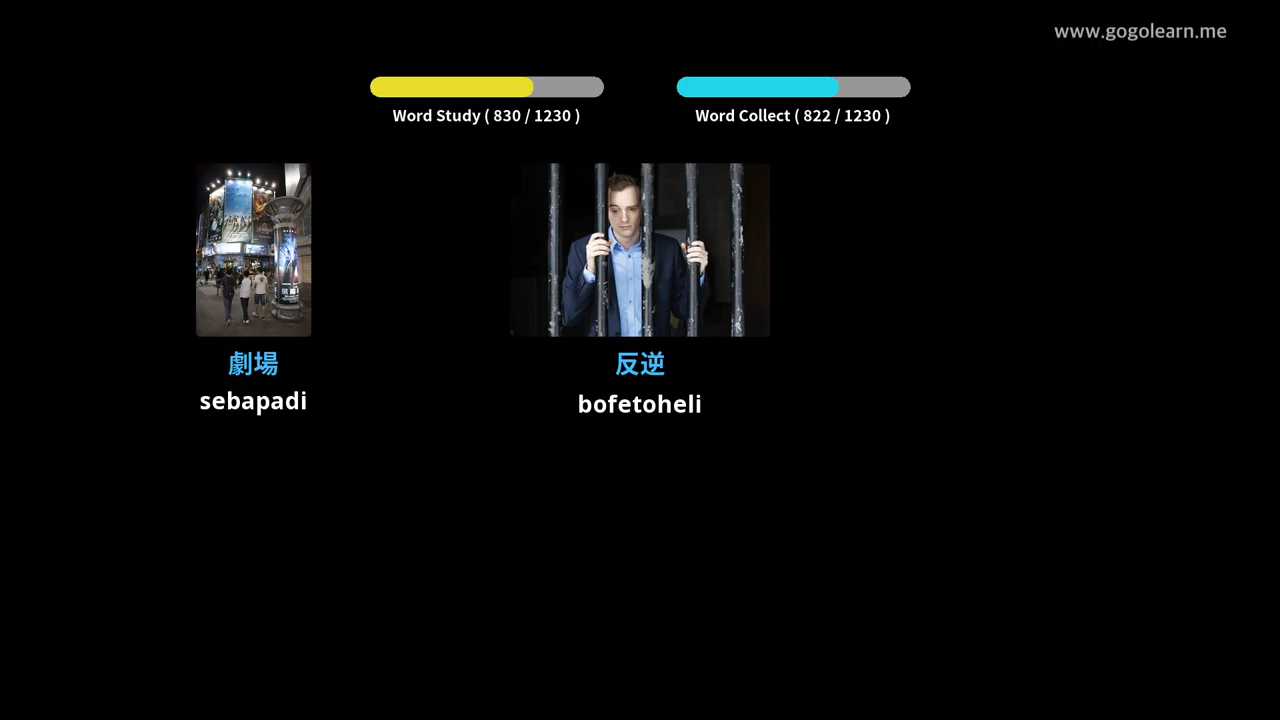 www.gogolearn.me
Word Study ( 830 / 1230 )
Word Collect ( 822 / 1230 )
劇場
sebapadi
反逆
bofetoheli